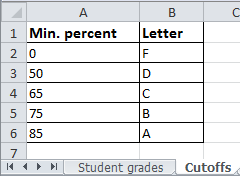 A B C
1 Min. percent Letter
2 0 F
3 50 D
4 65 C
5 75 B
6 85 A
7
Student grades Cutoffs